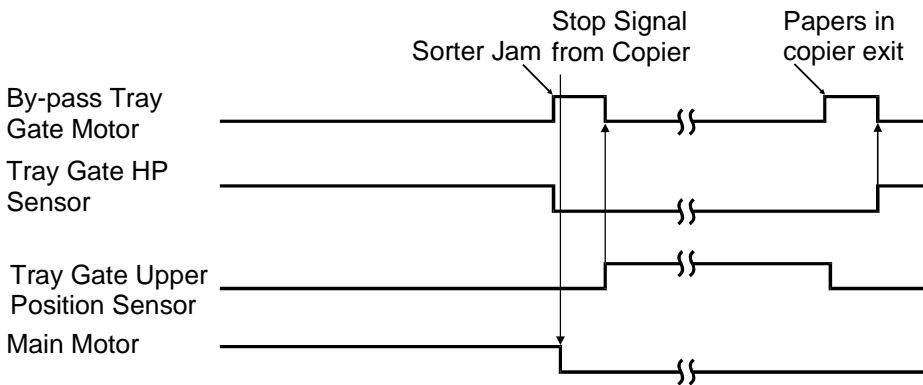 Stop Signal
from Copier
Papers in
copier exit
Sorter Jam
By-pass Tray
Gate Motor
Tray Gate HP
Sensor
Tray Gate Upper
Position Sensor
Main Motor